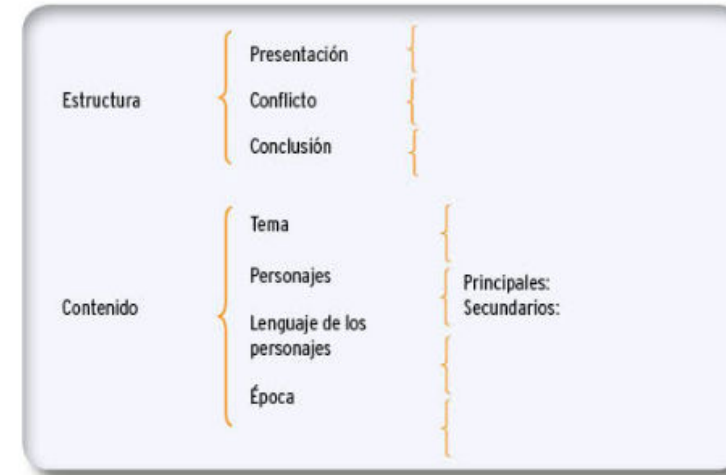 Estructura
Presentación
Conflicto
Conclusión
Contenido
Tema
Personajes
Principales:
Secundarios:
Lenguaje de los
personajes
Época